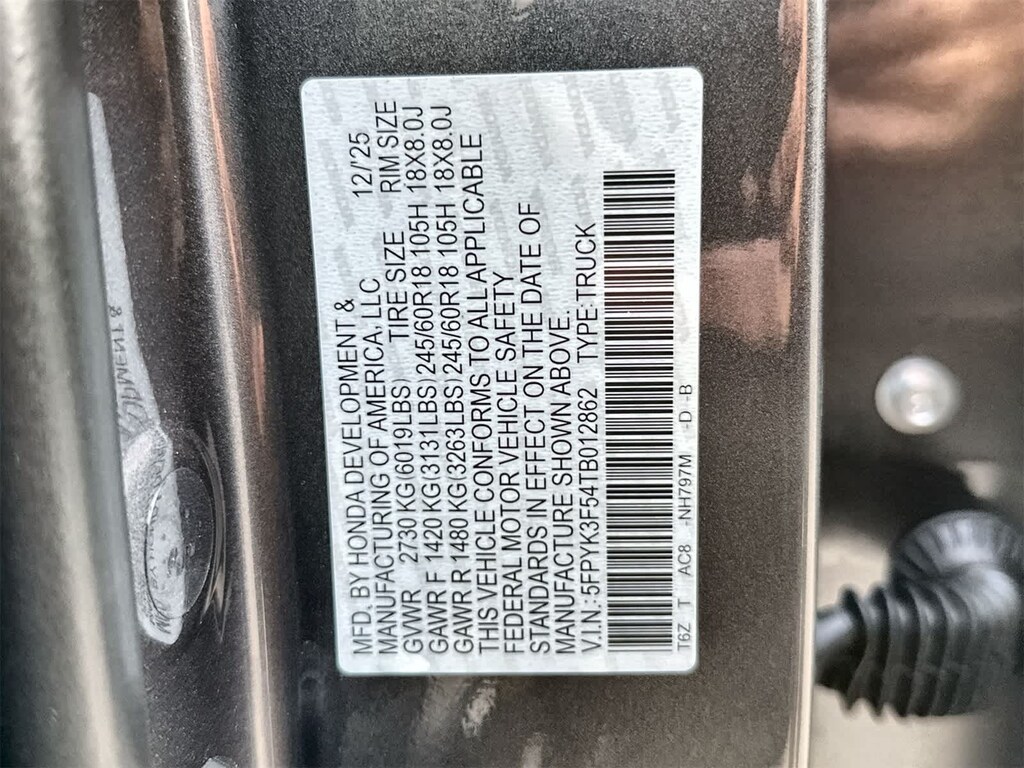 MFD. BY HONDA DEVELOPMENT &
MANUFACTURING OF AMERICA, LLC 12/'25
GVWR 2730 KG(6019LBS) TIRE SIZE RIM SIZE
GAWR F 1420 KG(3131LBS) 245/60R18 105H 18X8.0J
GAWR R 1480 KG(3263LBS) 245/60R18 105H 18X8.0J
THIS VEHICLE CONFORMS TO ALL APPLICABLE
FEDERAL MOTOR VEHICLE SAFETY
STANDARDS IN EFFECT ON THE DATE OF
MANUFACTURE SHOWN ABOVE.
V.I.N.: 5FPYK3F54TB012862 TYPE:TRUCK
T6Z T AC8 -NH797M -D -B